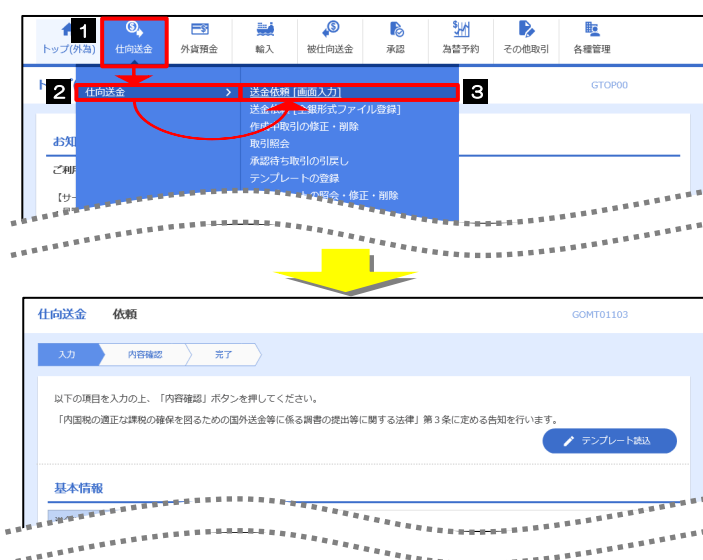 1
トップ(外為) 仕向送金 外貨預金 輸入 被仕向送金 承認 為替予約 その他取引 各種管理
GTOP00
2 仕向送金 > 送金依頼 [画面入力] 3
送金依頼 [全銀形式ファイル登録]
作成中取引の修正・削除
お知
取引照会
ご利用
承認待ち取引の引戻し
テンプレートの登録
【サー
の照会・修正・削除
仕向送金 依頼 GOMT01103
入力 内容確認 完了
以下の項目を入力の上、「内容確認」ボタンを押してください。
「内国税の適正な課税の確保を図るための国外送金等に係る調書の提出等に関する法律」第3条に定める告知を行います。
テンプレート読込
基本情報